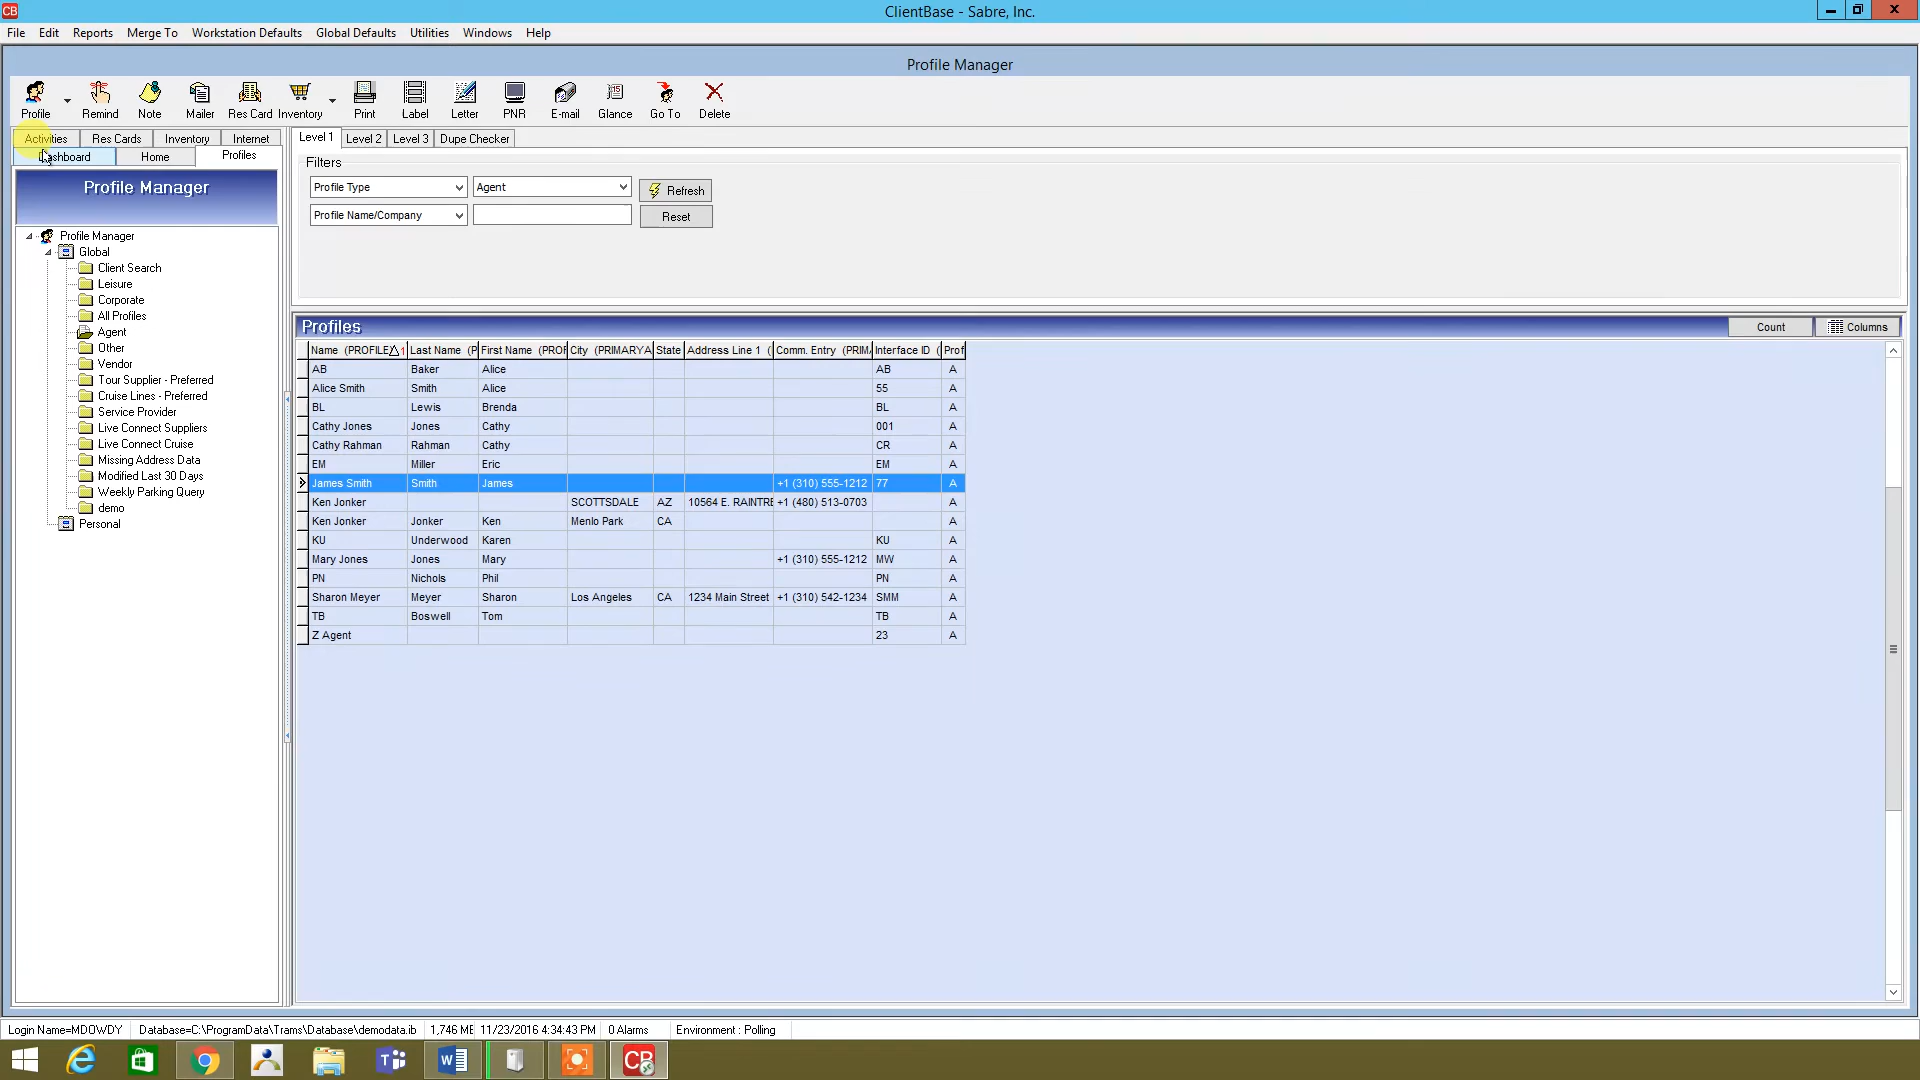 CB
ClientBase - Sabre, Inc.
File Edit Reports Merge To Workstation Defaults Global Defaults Utilities Windows Help
Profile Manager
Profile Remind Note Mailer Res Card Inventory Print Label Letter PNR E-mail Glance Go To Delete
Activities Res Cards Inventory Internet
Dashboard Home Profiles
Level 1 Level 2 Level 3 Dupe Checker
Filters
Profile Type Agent Refresh
Profile Name/Company Reset
Profile Manager
Profile Manager
Global
Client Search
Leisure
Corporate
All Profiles
Agent
Other
Vendor
Tour Supplier - Preferred
Cruise Lines - Preferred
Service Provider
Live Connect Suppliers
Live Connect Cruise
Missing Address Data
Modified Last 30 Days
Weekly Parking Query
demo
Personal
Profiles Count Columns
Name (PROFILE 1 Last Name (P First Name (PROF City (PRIMARYA State Address Line 1 ( Comm. Entry (PRIM Interface ID ( Prof
AB Baker Alice AB A
Alice Smith Smith Alice 55 A
BL Lewis Brenda BL A
Cathy Jones Jones Cathy 001 A
Cathy Rahman Rahman Cathy CR A
EM Miller Eric EM A
James Smith Smith James +1 (310) 555-1212 77 A
Ken Jonker SCOTTSDALE AZ 10564 E. RAINTRE +1 (480) 513-0703 A
Ken Jonker Jonker Ken Menlo Park CA A
KU Underwood Karen KU A
Mary Jones Jones Mary +1 (310) 555-1212 MW A
PN Nichols Phil PN A
Sharon Meyer Meyer Sharon Los Angeles CA 1234 Main Street +1 (310) 542-1234 SMM A
TB Boswell Tom TB A
Z Agent 23 A
Login Name=MDOWDY Database=C:\ProgramData\Trams\Database\demodata.ib 1,746 ME 11/23/2016 4:34:43 PM 0 Alarms Environment : Polling
CB